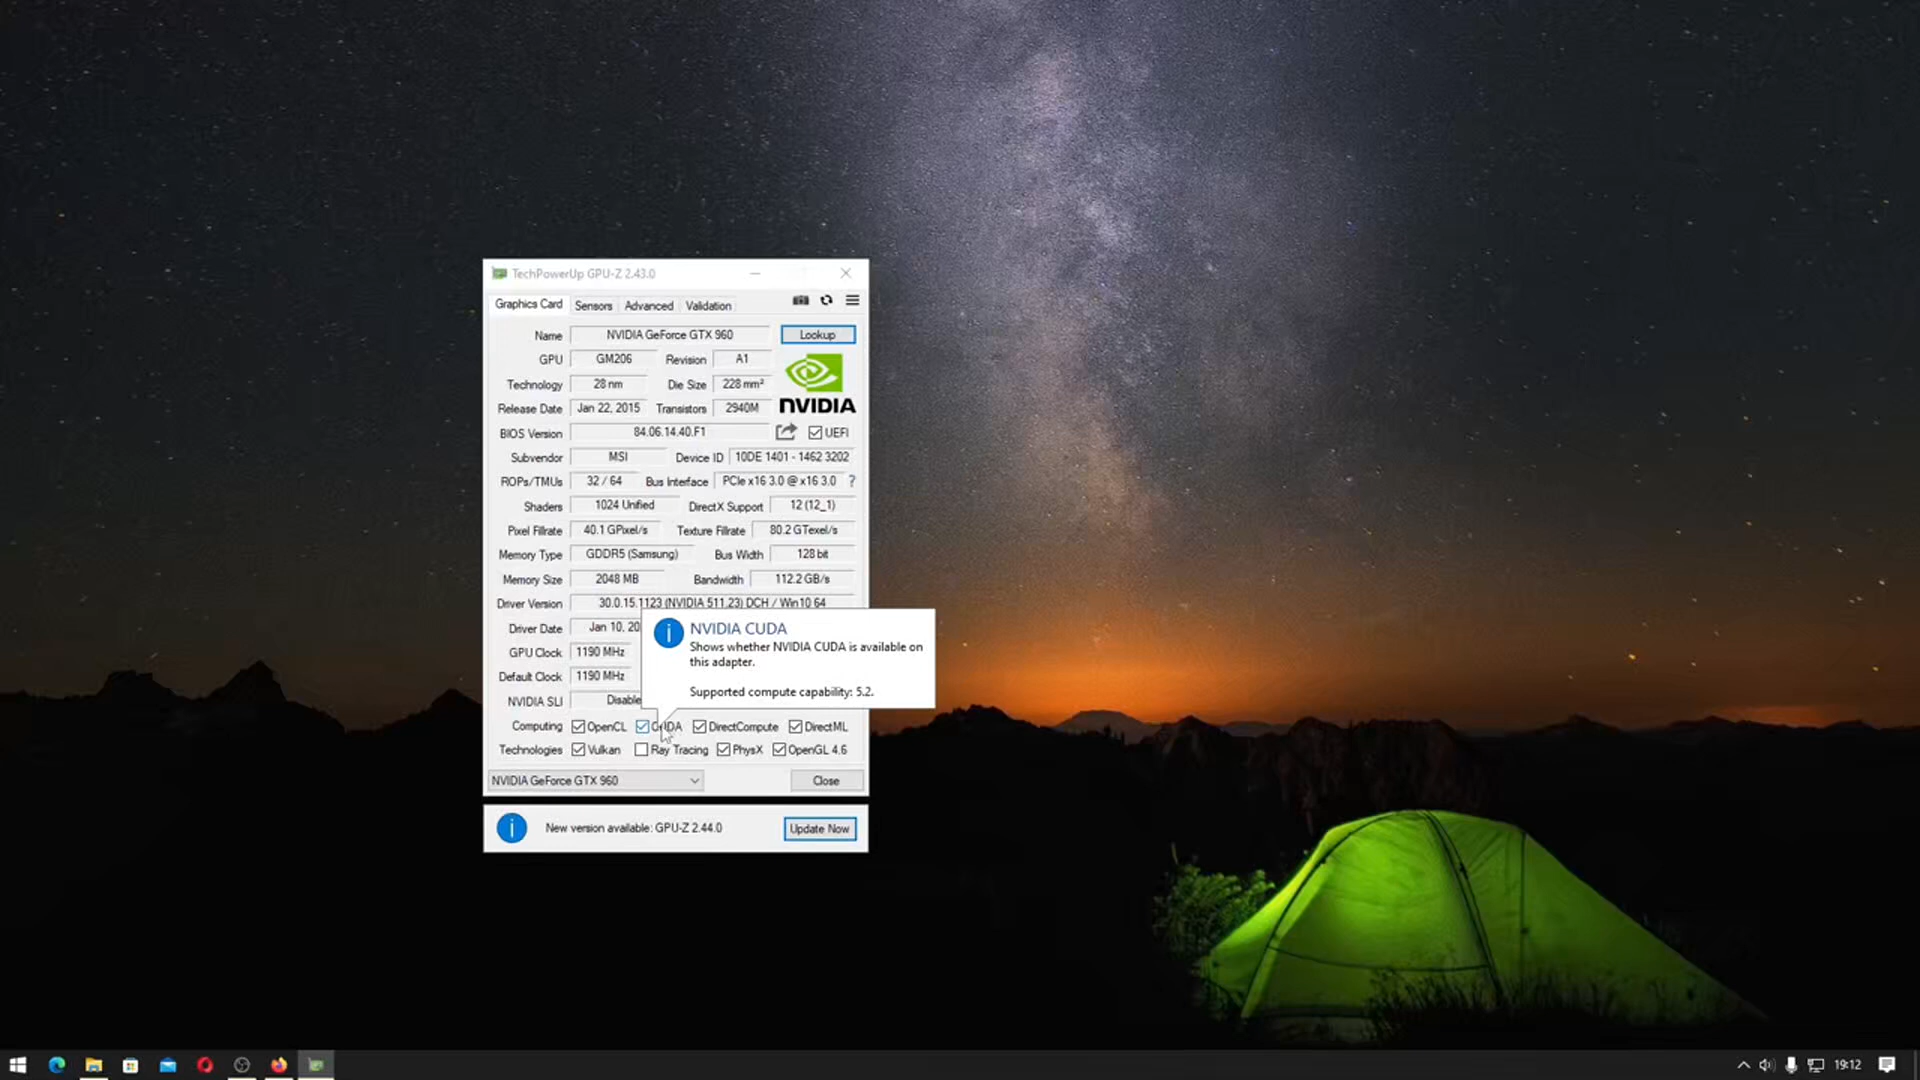 TechPowerUp GPU-Z 2.43.0
Graphics Card Sensors Advanced Validation
Name NVIDIA GeForce GTX 960 Lookup
GPU GM206 Revision A1
Technology 28 nm Die Size 228 mm²
NVIDIA
Release Date Jan 22, 2015 Transistors 2940M
BIOS Version 84.06.14.40.F1 UEFI
Subvendor MSI Device ID 10DE 1401 - 1462 3202
ROPs/TMUs 32 / 64 Bus Interface PCIe x16 3.0 @ x16 3.0 ?
Shaders 1024 Unified DirectX Support 12 (12_1)
Pixel Fillrate 40.1 GPixel/s Texture Fillrate 80.2 GTexel/s
Memory Type GDDR5 (Samsung) Bus Width 128 bit
Memory Size 2048 MB Bandwidth 112.2 GB/s
Driver Version 30.0.15.1123 (NVIDIA 511.23) DCH / Win10 64
Driver Date Jan 10, 20
GPU Clock 1190 MHz
Default Clock 1190 MHz
NVIDIA SLI Disable
NVIDIA CUDA
Shows whether NVIDIA CUDA is available on
this adapter.
Supported compute capability: 5.2.
Computing OpenCL CUDA DirectCompute DirectML
Technologies Vulkan Ray Tracing PhysX OpenGL 4.6
NVIDIA GeForce GTX 960 Close
New version available: GPU-Z 2.44.0 Update Now
19:12